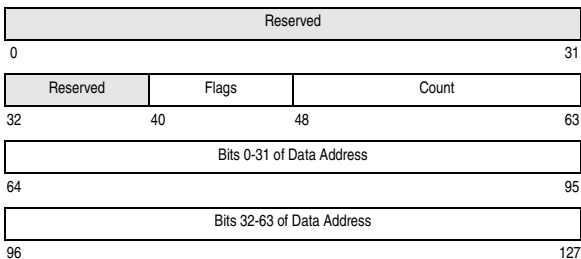 Reserved
0 31
Reserved Flags Count
32 40 48 63
Bits 0-31 of Data Address
64 95
Bits 32-63 of Data Address
96 127